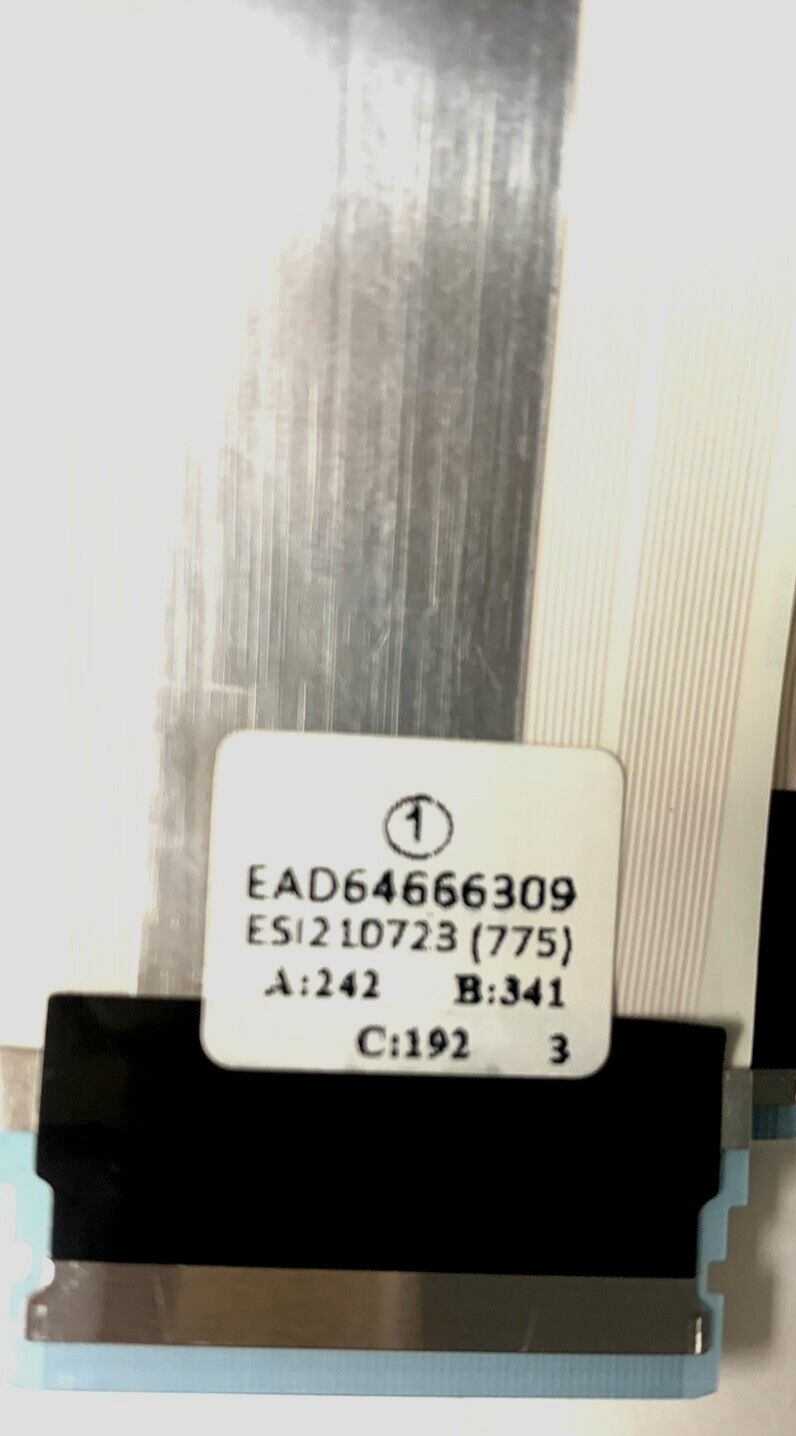 ①
EAD64666309
ESI210723 (775)
A:242 B:341
C:192 3